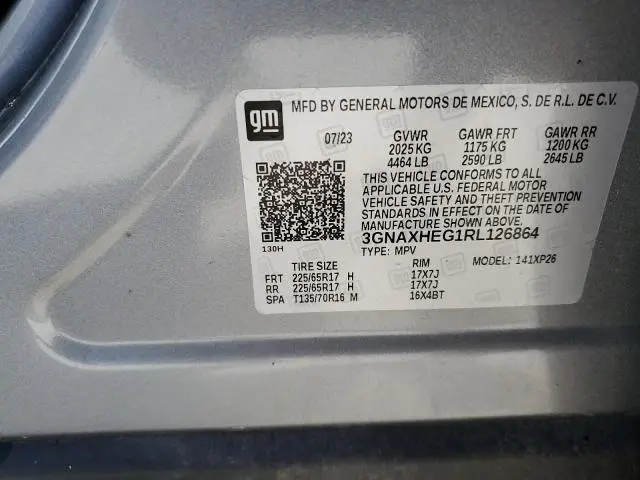 gm
MFD BY GENERAL MOTORS DE MEXICO, S. DE R.L. DE C.V.
07/23 GVWR GAWR FRT GAWR RR
2025 KG 1175 KG 1200 KG
4464 LB 2590 LB 2645 LB
THIS VEHICLE CONFORMS TO ALL
APPLICABLE U.S. FEDERAL MOTOR
VEHICLE SAFETY AND THEFT
PREVENTION STANDARDS IN
EFFECT ON THE DATE OF
MANUFACTURE SHOWN ABOVE.
3GNAXHEG1RL126864
130H
TYPE: MPV MODEL: 141XP26
TIRE SIZE RIM
FRT 225/65R17 H 17X7J
RR 225/65R17 H 17X7J
SPA T135/70R16 M 16X4BT